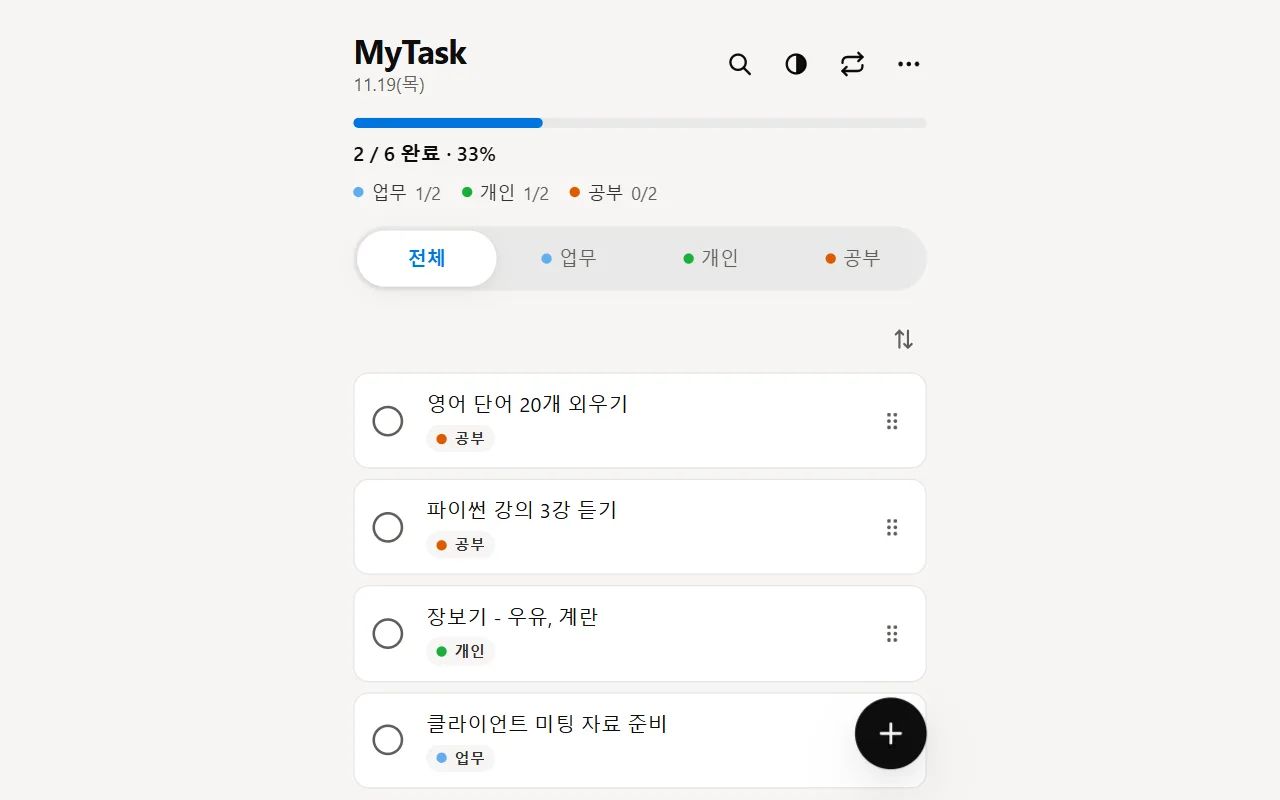 MyTask
11.19(목)
2 / 6 완료 · 33%
업무 1/2 개인 1/2 공부 0/2
전체 업무 개인 공부
영어 단어 20개 외우기
공부
파이썬 강의 3강 듣기
공부
장보기 - 우유, 계란
개인
클라이언트 미팅 자료 준비
업무